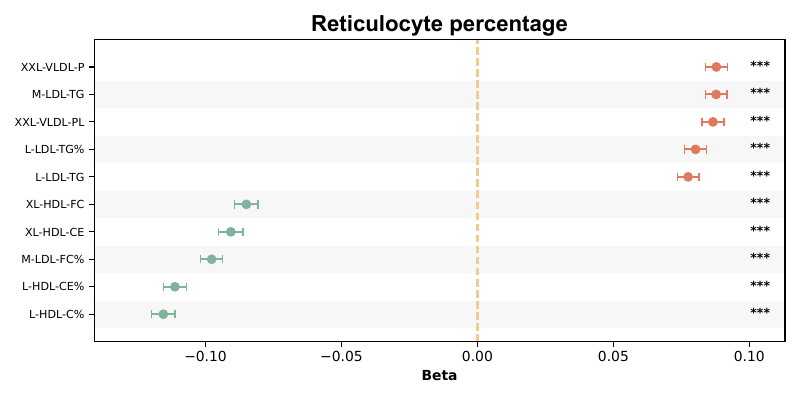 Reticulocyte percentage
XXL-VLDL-P ***
M-LDL-TG ***
XXL-VLDL-PL ***
L-LDL-TG% ***
L-LDL-TG ***
XL-HDL-FC ***
XL-HDL-CE ***
M-LDL-FC% ***
L-HDL-CE% ***
L-HDL-C% ***
−0.10 −0.05 0.00 0.05 0.10
Beta